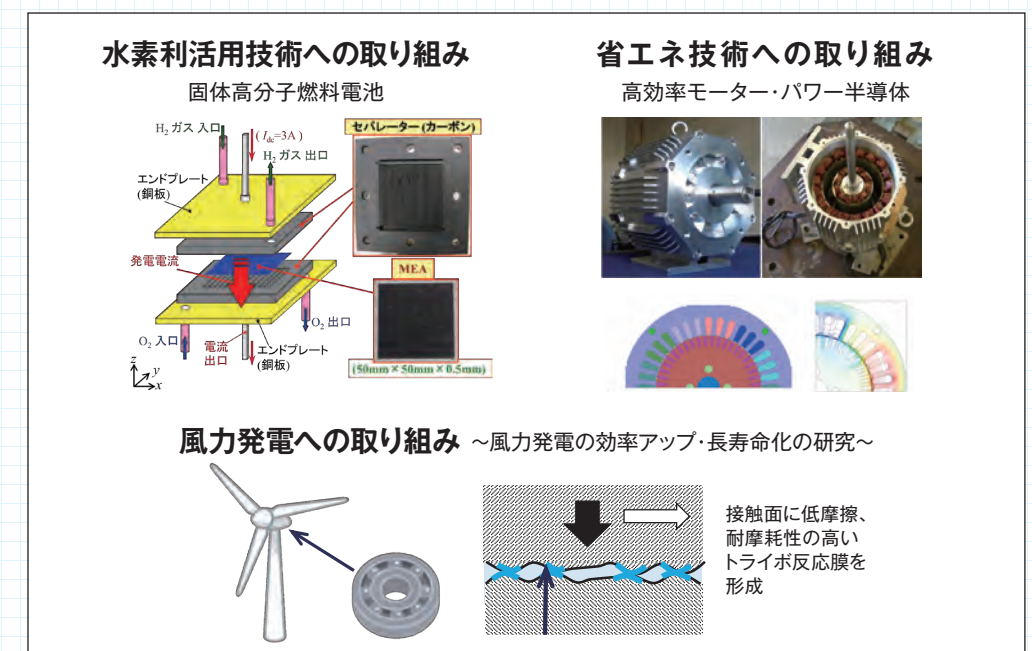 水素利活用技術への取り組み
固体高分子燃料電池
H₂ ガス 入口
(Idc=3A)
H₂ ガス 出口
エンドプレート
(銅板)
セパレーター(カーボン)
発電電流
MEA
O₂ 入口
電流
出口
O₂ 出口
エンドプレート
(銅板)
(50mm×50mm×0.5mm)
z
y
x
省エネ技術への取り組み
高効率モーター・パワー半導体
風力発電への取り組み ～風力発電の効率アップ・長寿命化の研究～
接触面に低摩擦、
耐摩耗性の高い
トライボ反応膜を
形成